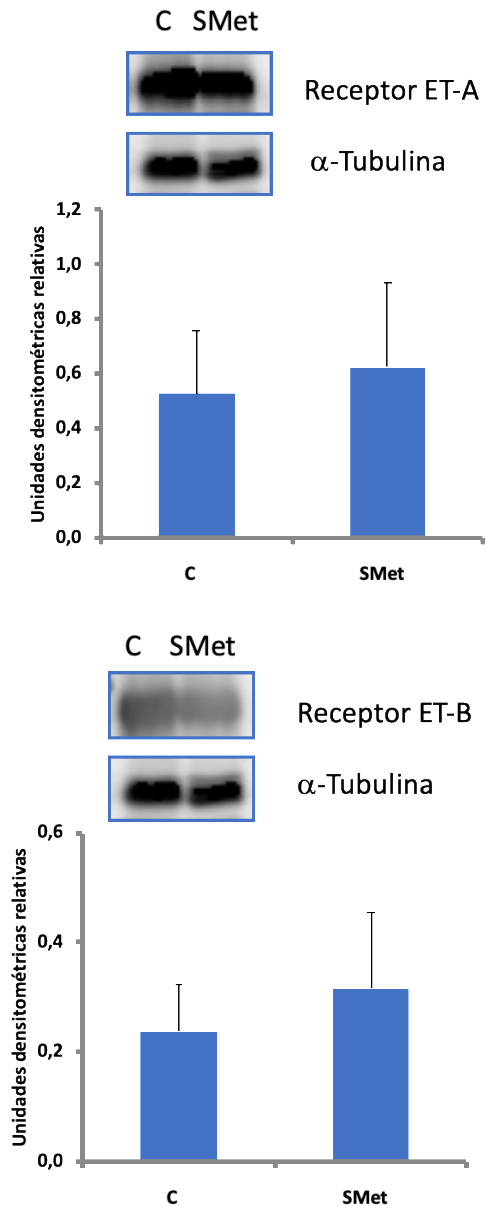 C SMet
Receptor ET-A
α-Tubulina
Unidades densitométricas relativas
1,2
1,0
0,8
0,6
0,4
0,2
0,0
C SMet
C SMet
Receptor ET-B
α-Tubulina
Unidades densitométricas relativas
0,6
0,4
0,2
0,0
C SMet